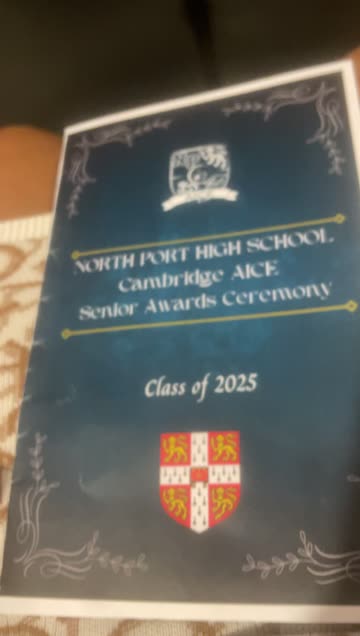 NORTH PORT HIGH SCHOOL
Cambridge AICE
Senior Awards Ceremony
Class of 2025